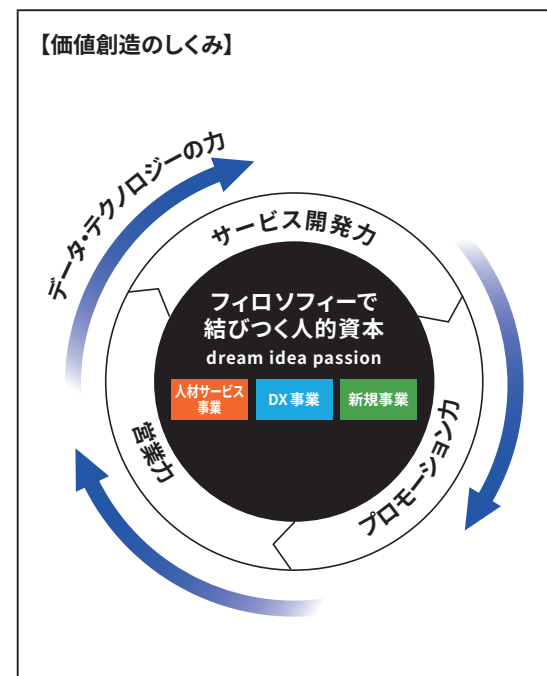 【価値創造のしくみ】
データ・テクノロジーの力
サービス開発力
フィロソフィーで
結びつく人的資本
dream idea passion
人材サービス
事業
DX事業
新規事業
営業力
プロモーション力